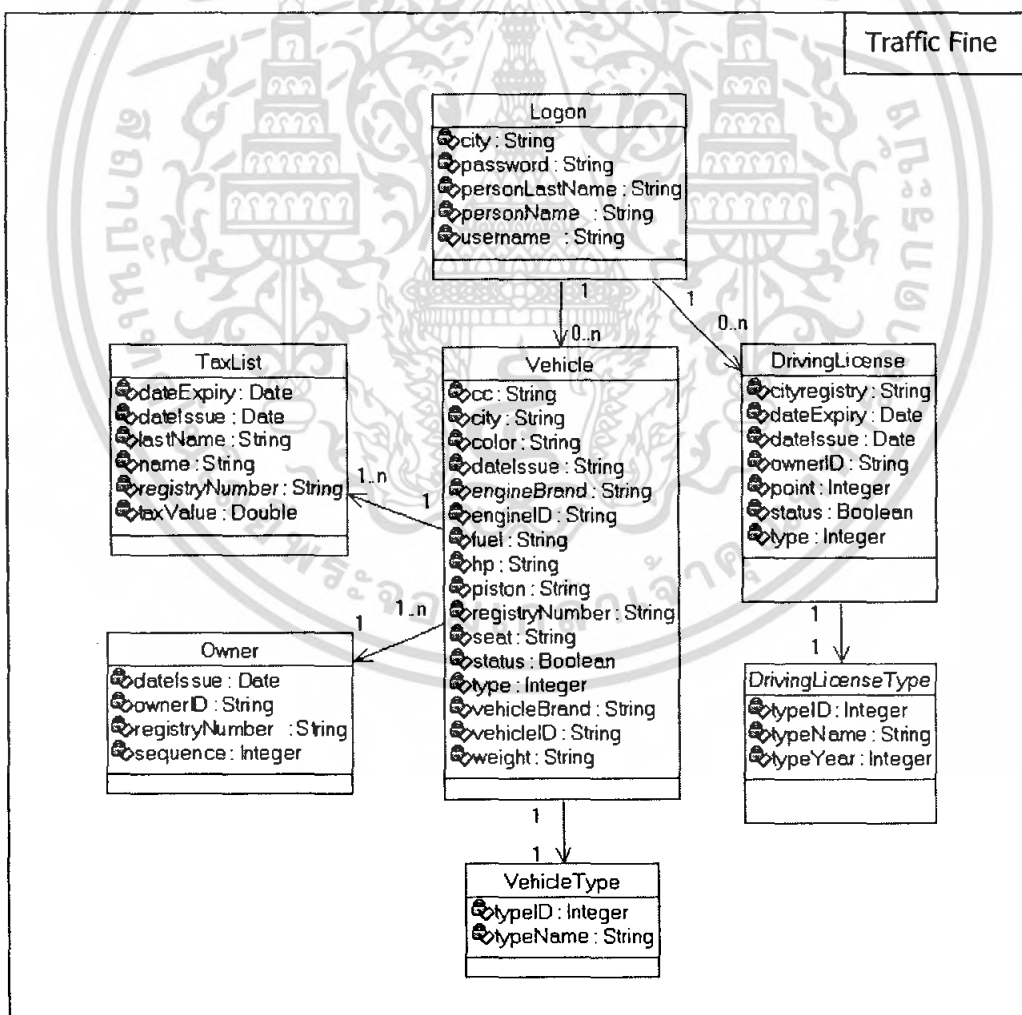 Traffic Fine
Logon
city : String
password : String
personLastName : String
personName : String
username : String
1
0..n
1
0..n
TaxList
dateExpiry : Date
dateIssue : Date
lastName : String
name : String
registryNumber : String
taxValue : Double
1..n
1
Vehicle
cc : String
city : String
color : String
dateIssue : String
engineBrand : String
engineID : String
fuel : String
hp : String
piston : String
registryNumber : String
seat : String
status : Boolean
type : Integer
vehicleBrand : String
vehicleID : String
weight : String
DrivingLicense
cityregistry : String
dateExpiry : Date
dateIssue : Date
ownerID : String
point : Integer
status : Boolean
type : Integer
1
1..n
Owner
dateIssue : Date
ownerID : String
registryNumber : String
sequence : Integer
1
1
DrivingLicenseType
typeID : Integer
typeName : String
typeYear : Integer
1
1
VehicleType
typeID : Integer
typeName : String